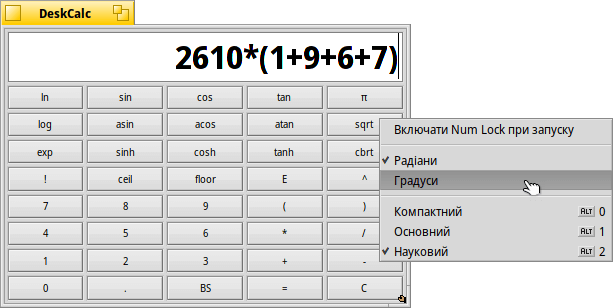 DeskCalc
2610*(1+9+6+7)
ln sin cos tan π
log asin acos atan sqrt
Включати Num Lock при запуску
exp sinh cosh tanh cbrt
Радіани
! ceil floor E ^
Градуси
7 8 9 ( )
Компактний ALT 0
4 5 6 * /
Основний ALT 1
1 2 3 + -
Науковий ALT 2
0 . BS = C